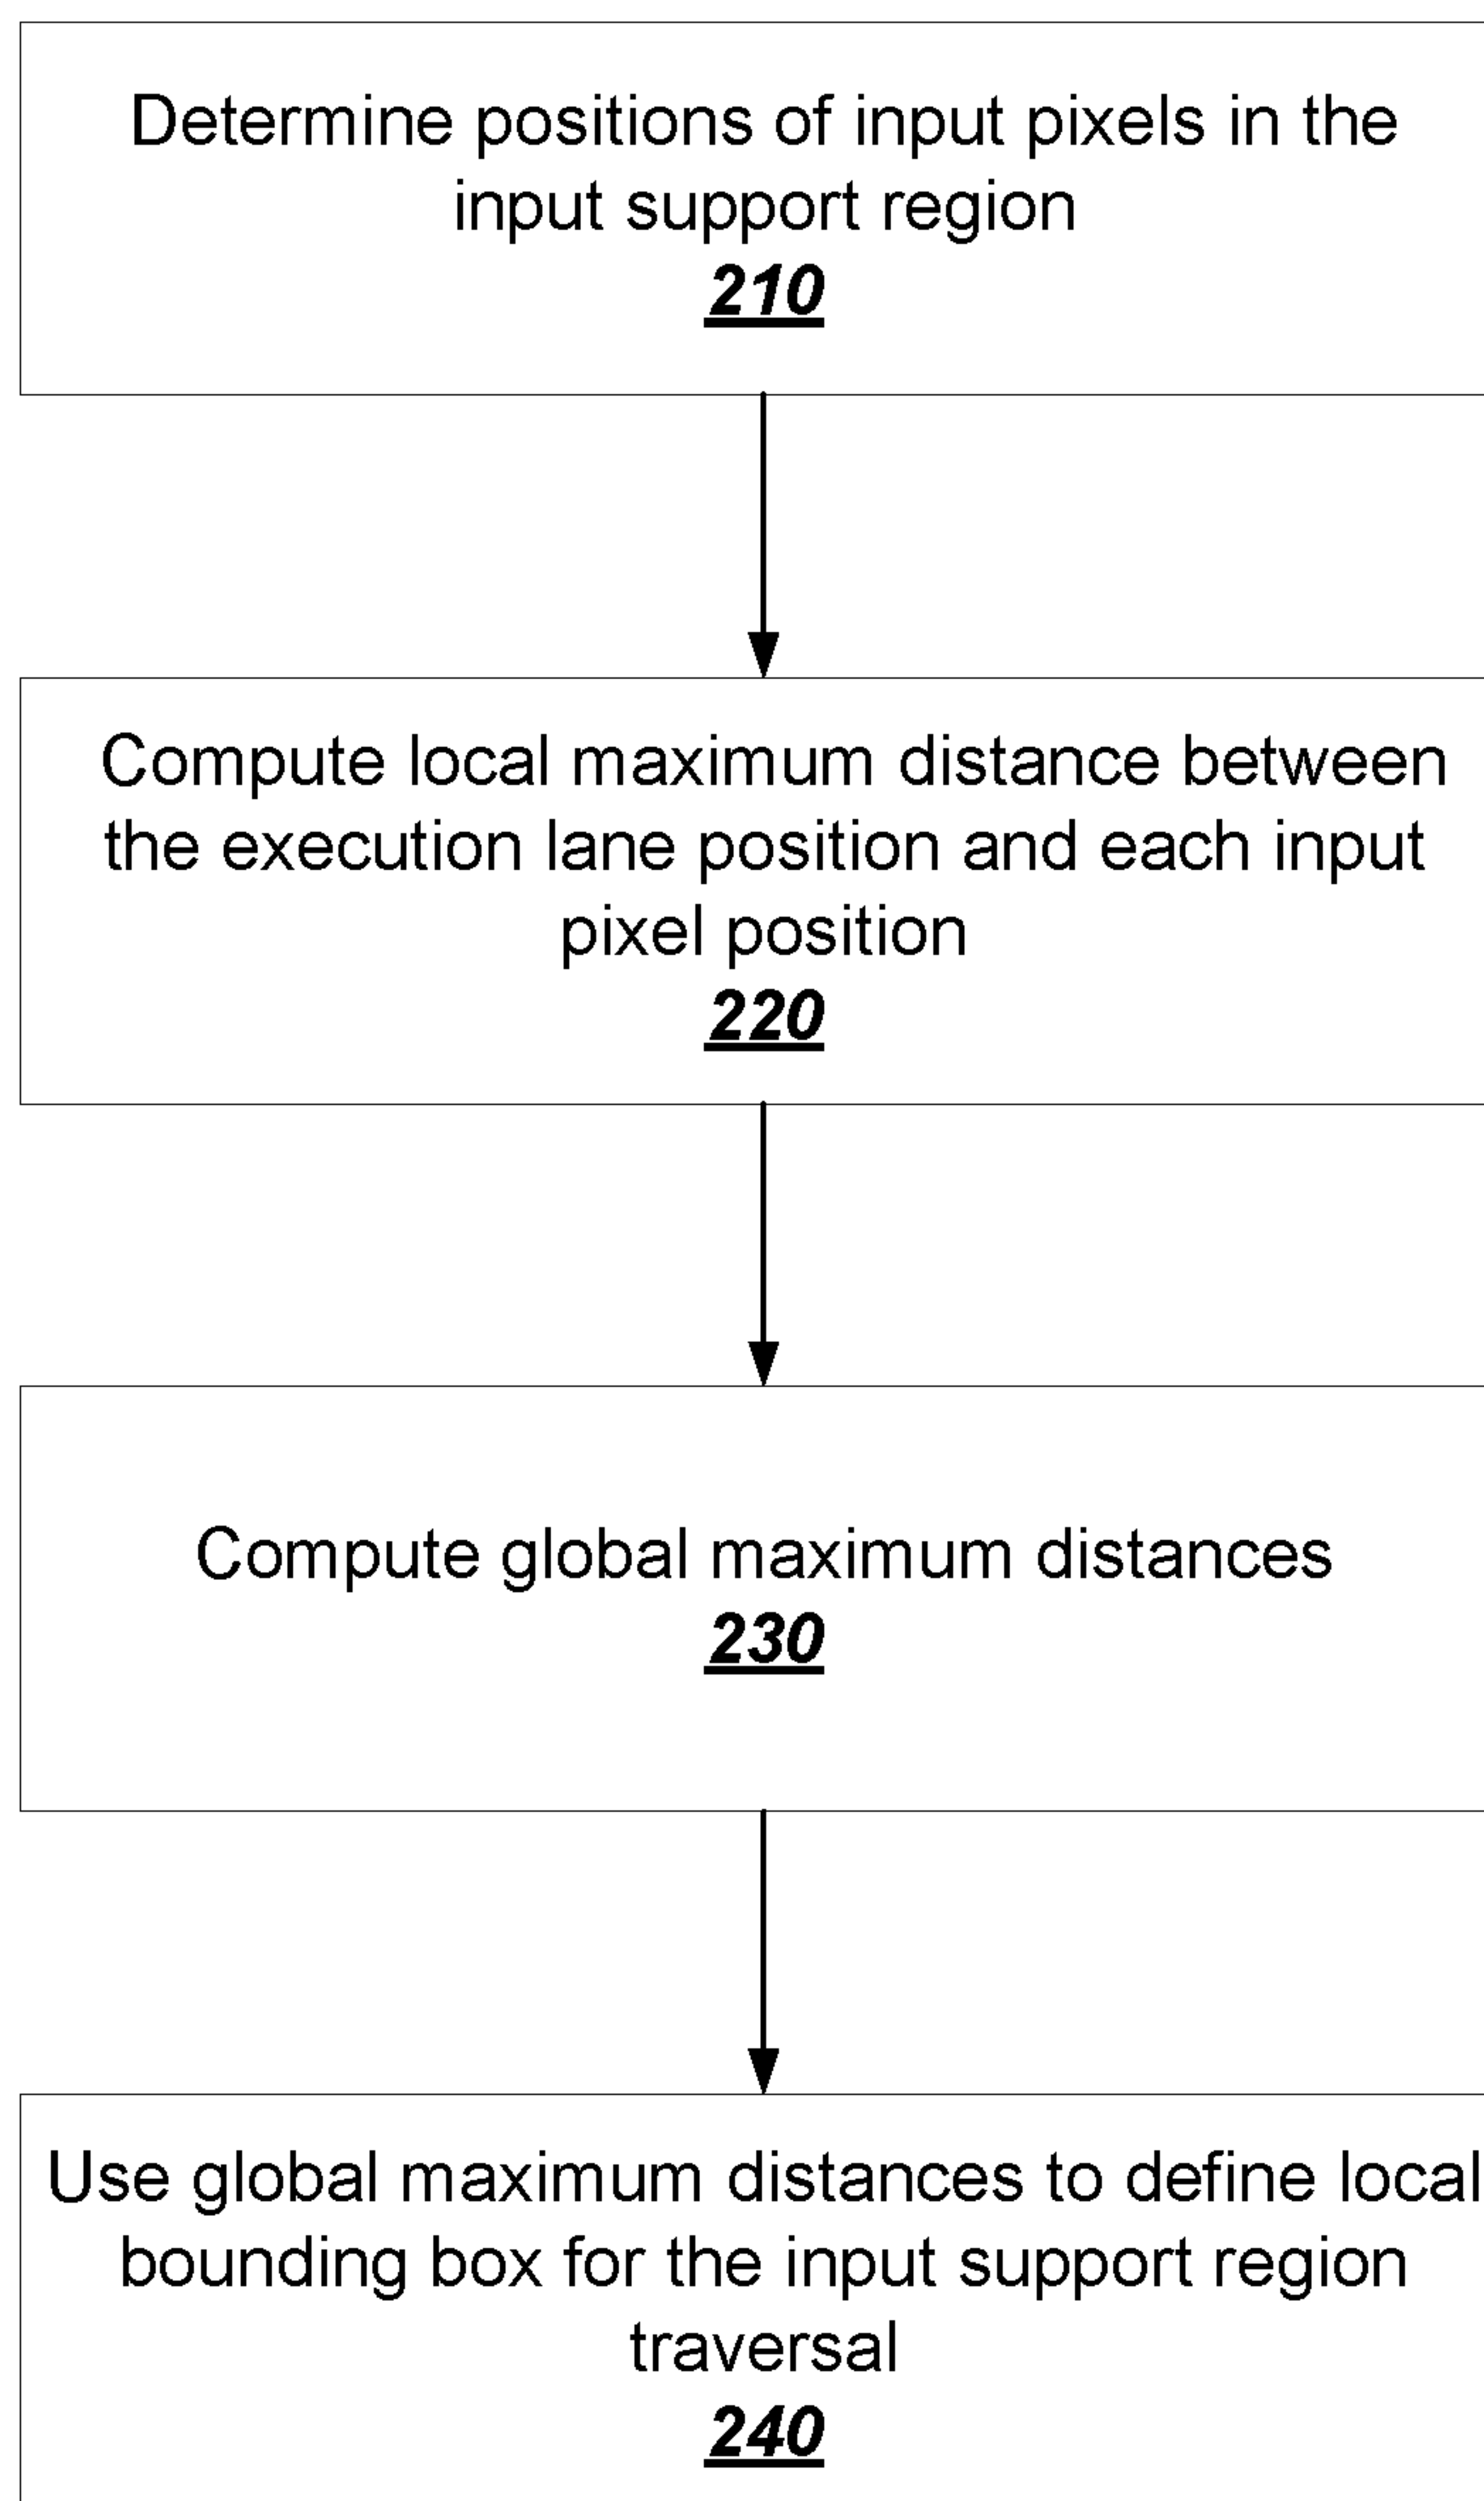 Determine positions of input pixels in the
input support region
210
Compute local maximum distance between
the execution lane position and each input
pixel position
220
Compute global maximum distances
230
Use global maximum distances to define local
bounding box for the input support region
traversal
240